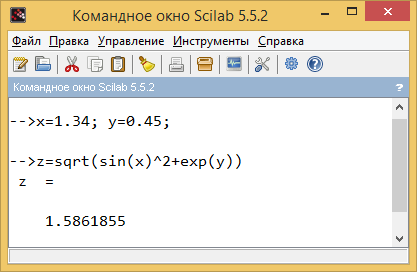 Командное окно Scilab 5.5.2
Файл Правка Управление Инструменты Справка
Командное окно Scilab 5.5.2 ?
-->x=1.34; y=0.45;
-->z=sqrt(sin(x)^2+exp(y))
z =
1.5861855